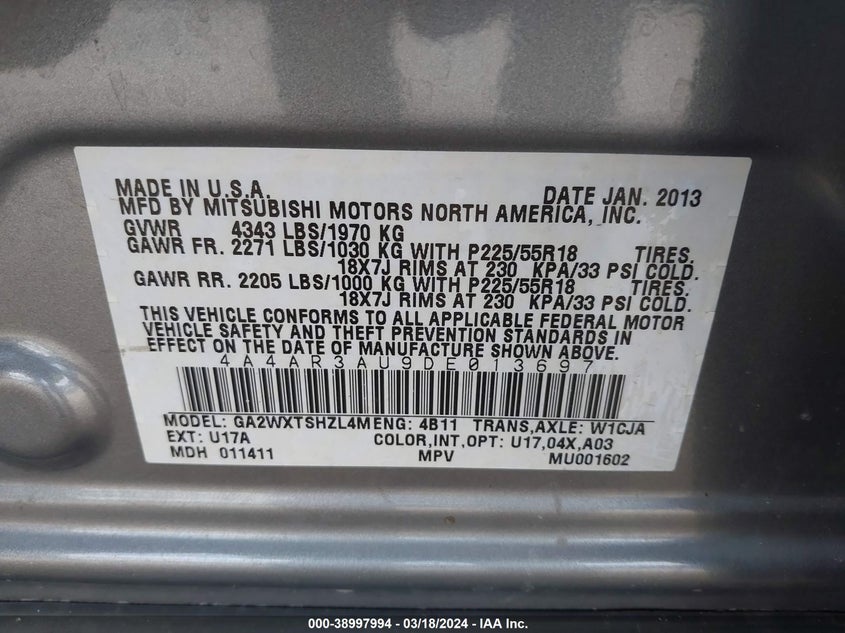 MADE IN U.S.A. DATE JAN. 2013
MFD BY MITSUBISHI MOTORS NORTH AMERICA, INC.
GVWR 4343 LBS/1970 KG
GAWR FR. 2271 LBS/1030 KG WITH P225/55R18 TIRES.
18X7J RIMS AT 230 KPA/33 PSI COLD.
GAWR RR. 2205 LBS/1000 KG WITH P225/55R18 TIRES.
18X7J RIMS AT 230 KPA/33 PSI COLD.
THIS VEHICLE CONFORMS TO ALL APPLICABLE FEDERAL MOTOR
VEHICLE SAFETY AND THEFT PREVENTION STANDARDS IN
EFFECT ON THE DATE OF MANUFACTURE SHOWN ABOVE.
4A4AR3AU9DE013697
MODEL: GA2WXTSHZL4M ENG: 4B11 TRANS,AXLE: W1CJA
EXT: U17A COLOR,INT,OPT: U17,04X,A03
MDH 011411 MPV MU001602
000-38997994 - 03/18/2024 - IAA Inc.